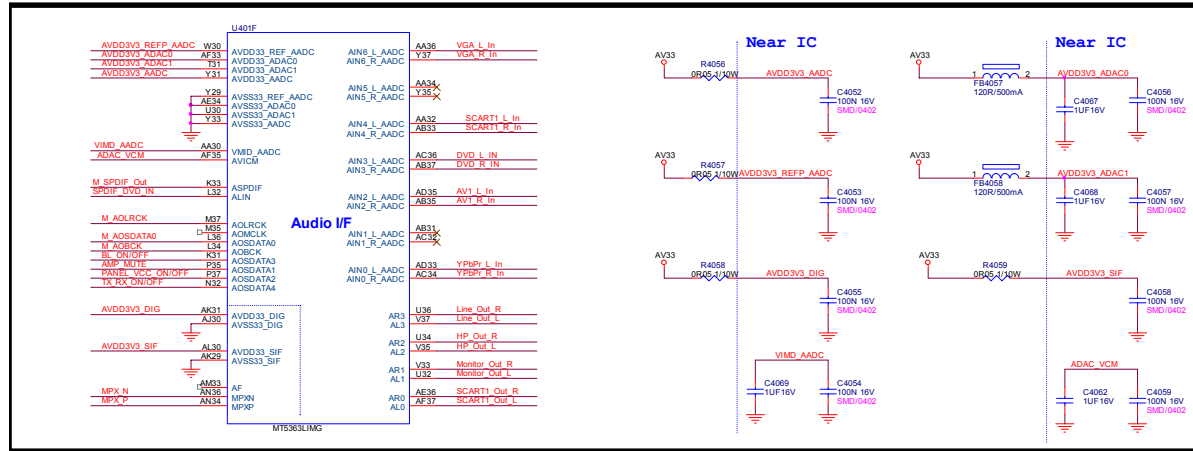 U401F
AVDD3V3_REFP_AADC W30 AVDD33_REF_AADC
AVDD3V3_ADAC0 AF33 AVDD33_ADAC0
AVDD3V3_ADAC1 T31 AVDD33_ADAC1
AVDD3V3_AADC Y31 AVDD33_AADC
Y29 AVSS33_REF_AADC
AE34 AVSS33_ADAC0
U30 AVSS33_ADAC1
Y33 AVSS33_AADC
VIMD_AADC AA30 VMID_AADC
ADAC_VCM AF35 AVICM
M_SPDIF_Out K33 ASPDIF
SPDIF_DVD_IN L32 ALIN
M_AOLRCK M37 AOLRCK
M35 AOMCLK
M_AOSDATA0 L36 AOSDATA0
M_AOBCK L34 AOBCK
BL_ON/OFF K31 AOSDATA3
AMP_MUTE P35 AOSDATA1
PANEL_VCC_ON/OFF P37 AOSDATA2
TX_RX_ON/OFF N32 AOSDATA4
AVDD3V3_DIG AK31 AVDD33_DIG
AJ30 AVSS33_DIG
AVDD3V3_SIF AL30 AVDD33_SIF
AK29 AVSS33_SIF
AM33 AF
MPX_N AN36 MPXN
MPX_P AN34 MPXP
Audio I/F
AIN6_L_AADC AA36 VGA_L_In
AIN6_R_AADC Y37 VGA_R_In
AIN5_L_AADC AA34
AIN5_R_AADC Y35
AIN4_L_AADC AA32 SCART1_L_In
AIN4_R_AADC AB33 SCART1_R_In
AIN3_L_AADC AC36 DVD_L_IN
AIN3_R_AADC AB37 DVD_R_IN
AIN2_L_AADC AD35 AV1_L_In
AIN2_R_AADC AB35 AV1_R_In
AIN1_L_AADC AB31
AIN1_R_AADC AC32
AIN0_L_AADC AD33 YPbPr_L_In
AIN0_R_AADC AC34 YPbPr_R_In
AR3 U36 Line_Out_R
AL3 V37 Line_Out_L
AR2 U34 HP_Out_R
AL2 V35 HP_Out_L
AR1 V33 Monitor_Out_R
AL1 U32 Monitor_Out_L
AR0 AE36 SCART1_Out_R
AL0 AF37 SCART1_Out_L
MT5363LIMG
Near IC
AV33
R4056
0R05 1/10W
AVDD3V3_AADC
C4052
100N 16V
SMD/0402
AV33
R4057
0R05 1/10W
AVDD3V3_REFP_AADC
C4053
100N 16V
SMD/0402
AV33
R4058
0R05 1/10W
AVDD3V3_DIG
C4055
100N 16V
SMD/0402
VIMD_AADC
C4069
1UF16V
C4054
100N 16V
SMD/0402
Near IC
AV33
1 2
FB4057
120R/500mA
AVDD3V3_ADAC0
C4067
1UF16V
C4056
100N 16V
SMD/0402
AV33
1 2
FB4058
120R/500mA
AVDD3V3_ADAC1
C4068
1UF16V
C4057
100N 16V
SMD/0402
AV33
R4059
0R05 1/10W
AVDD3V3_SIF
C4058
100N 16V
SMD/0402
ADAC_VCM
C4062
1UF16V
C4059
100N 16V
SMD/0402